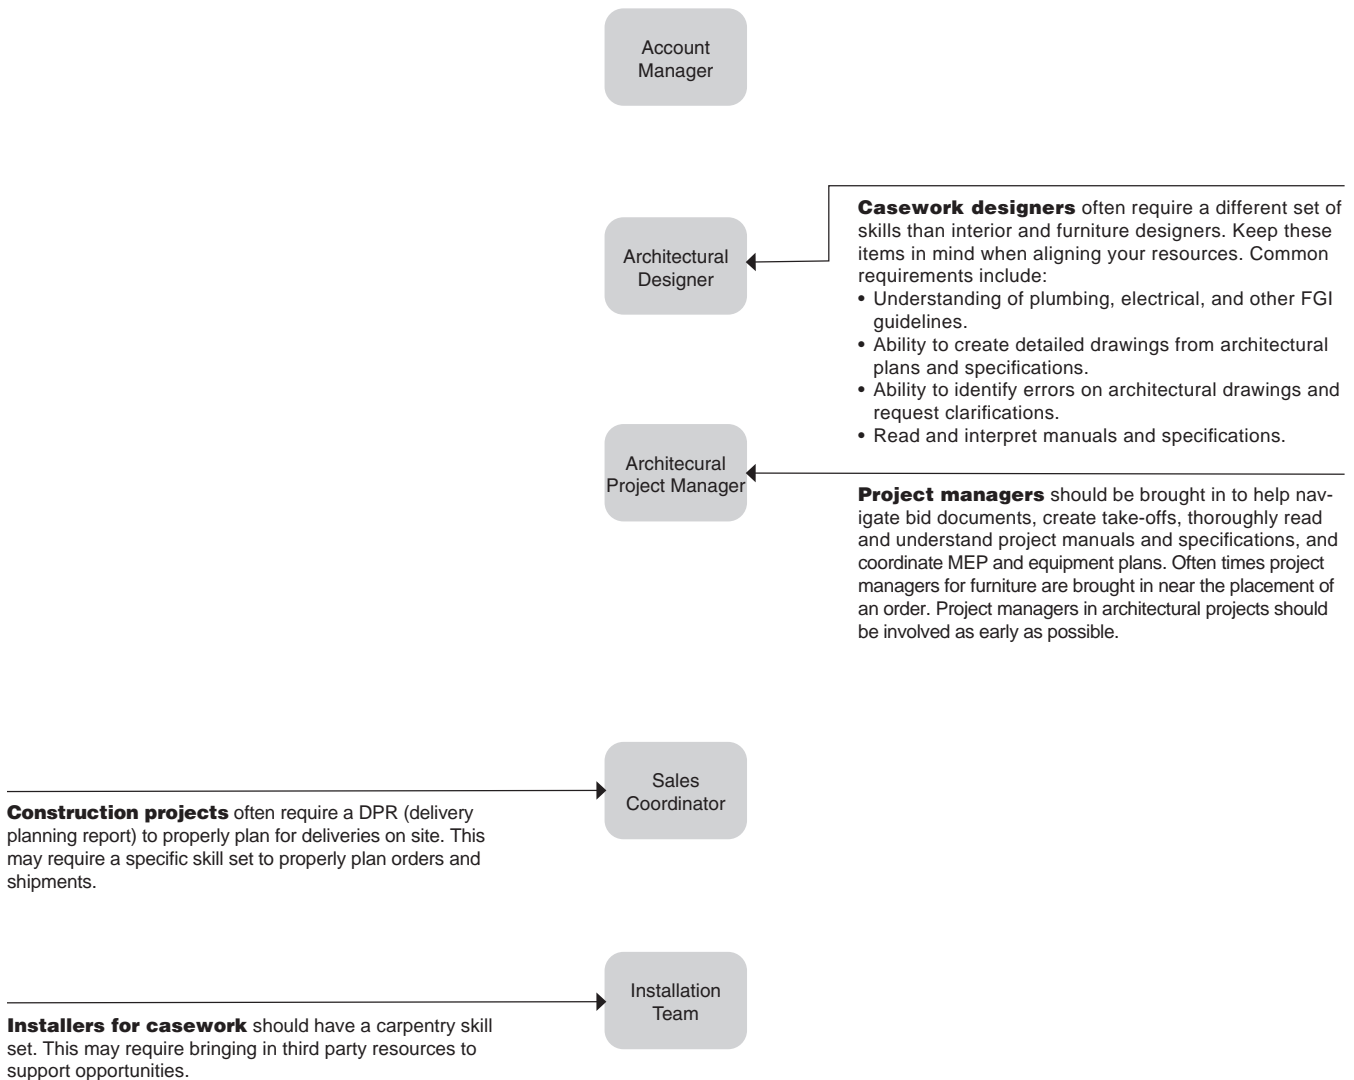 Account
Manager
Architectural
Designer
Casework designers often require a different set of
skills than interior and furniture designers. Keep these
items in mind when aligning your resources. Common
requirements include:
• Understanding of plumbing, electrical, and other FGI
guidelines.
• Ability to create detailed drawings from architectural
plans and specifications.
• Ability to identify errors on architectural drawings and
request clarifications.
• Read and interpret manuals and specifications.
Architecural
Project Manager
Project managers should be brought in to help nav-
igate bid documents, create take-offs, thoroughly read
and understand project manuals and specifications, and
coordinate MEP and equipment plans. Often times project
managers for furniture are brought in near the placement of
an order. Project managers in architectural projects should
be involved as early as possible.
Sales
Coordinator
Construction projects often require a DPR (delivery
planning report) to properly plan for deliveries on site. This
may require a specific skill set to properly plan orders and
shipments.
Installation
Team
Installers for casework should have a carpentry skill
set. This may require bringing in third party resources to
support opportunities.